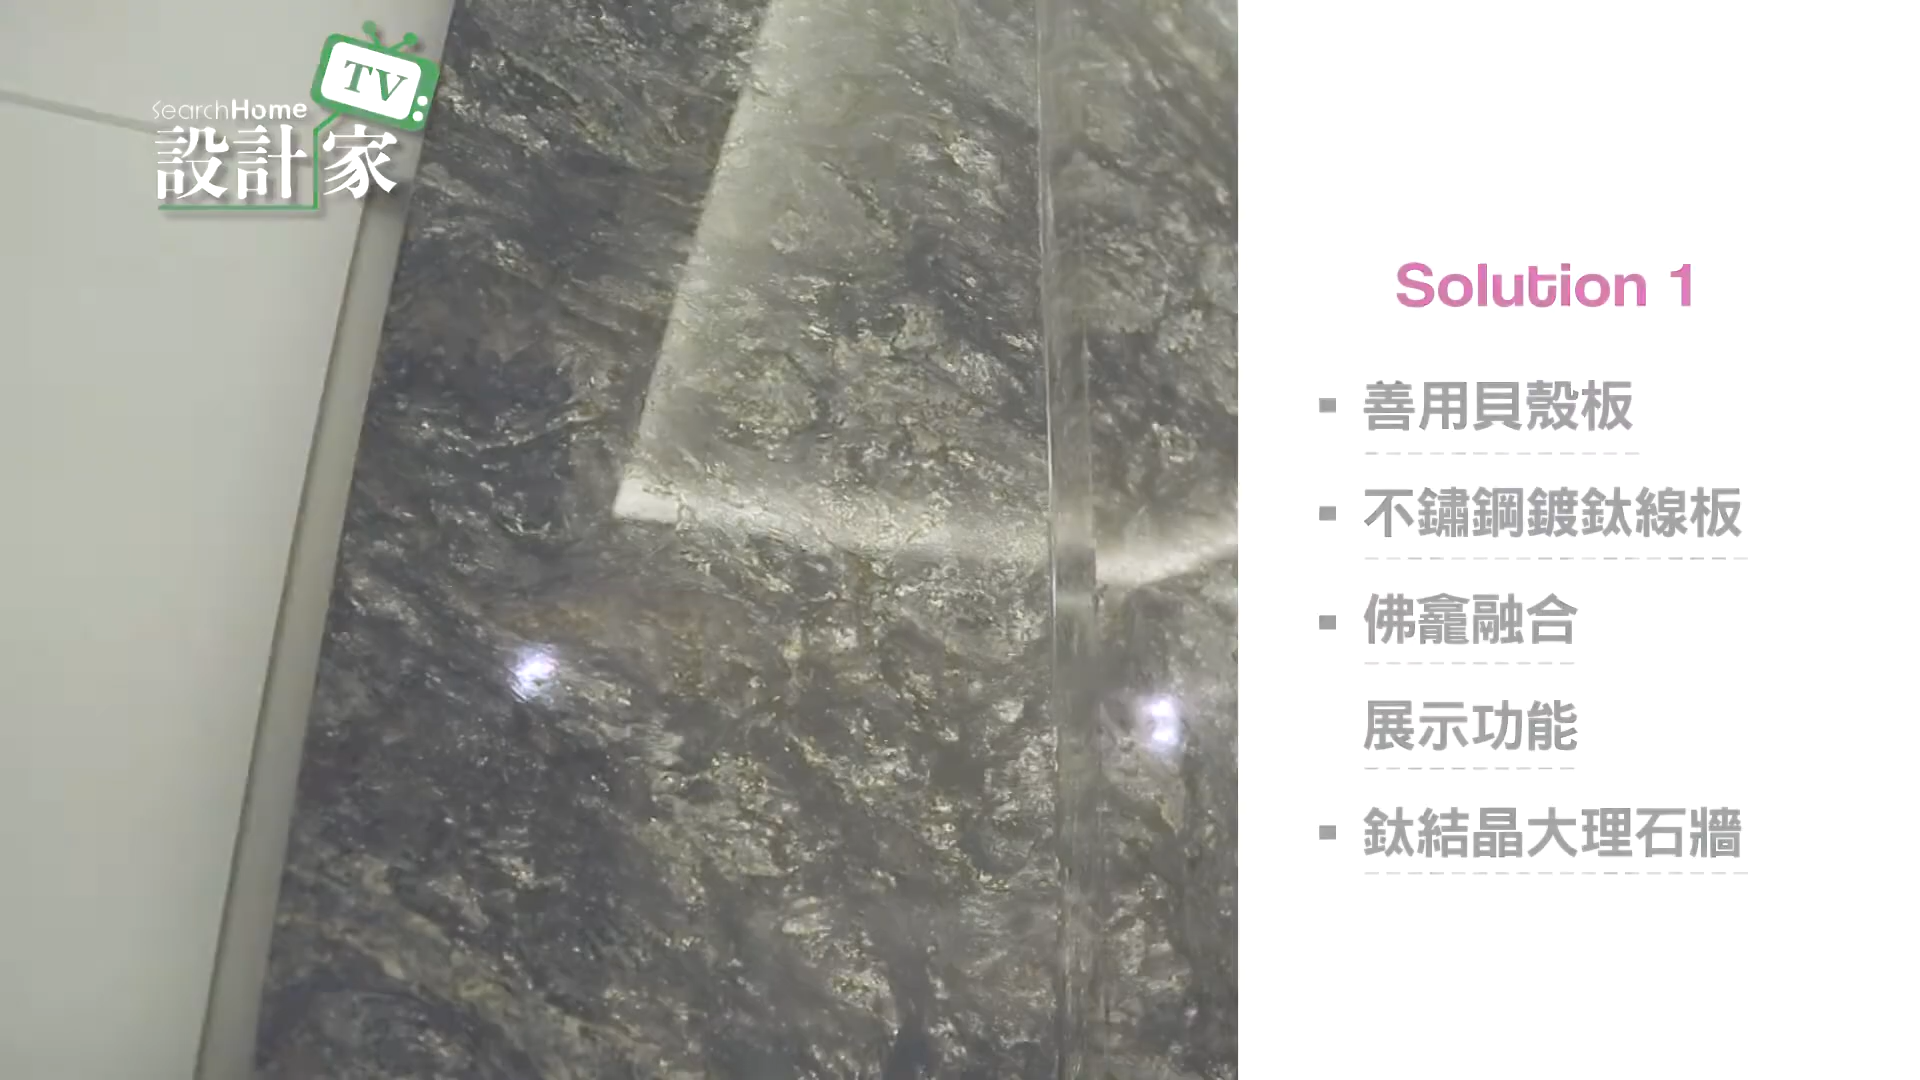 TV
SearchHome
設計家
Solution 1
▪ 善用貝殼板
▪ 不鏽鋼鍍鈦線板
▪ 佛龕融合
展示功能
▪ 鈦結晶大理石牆